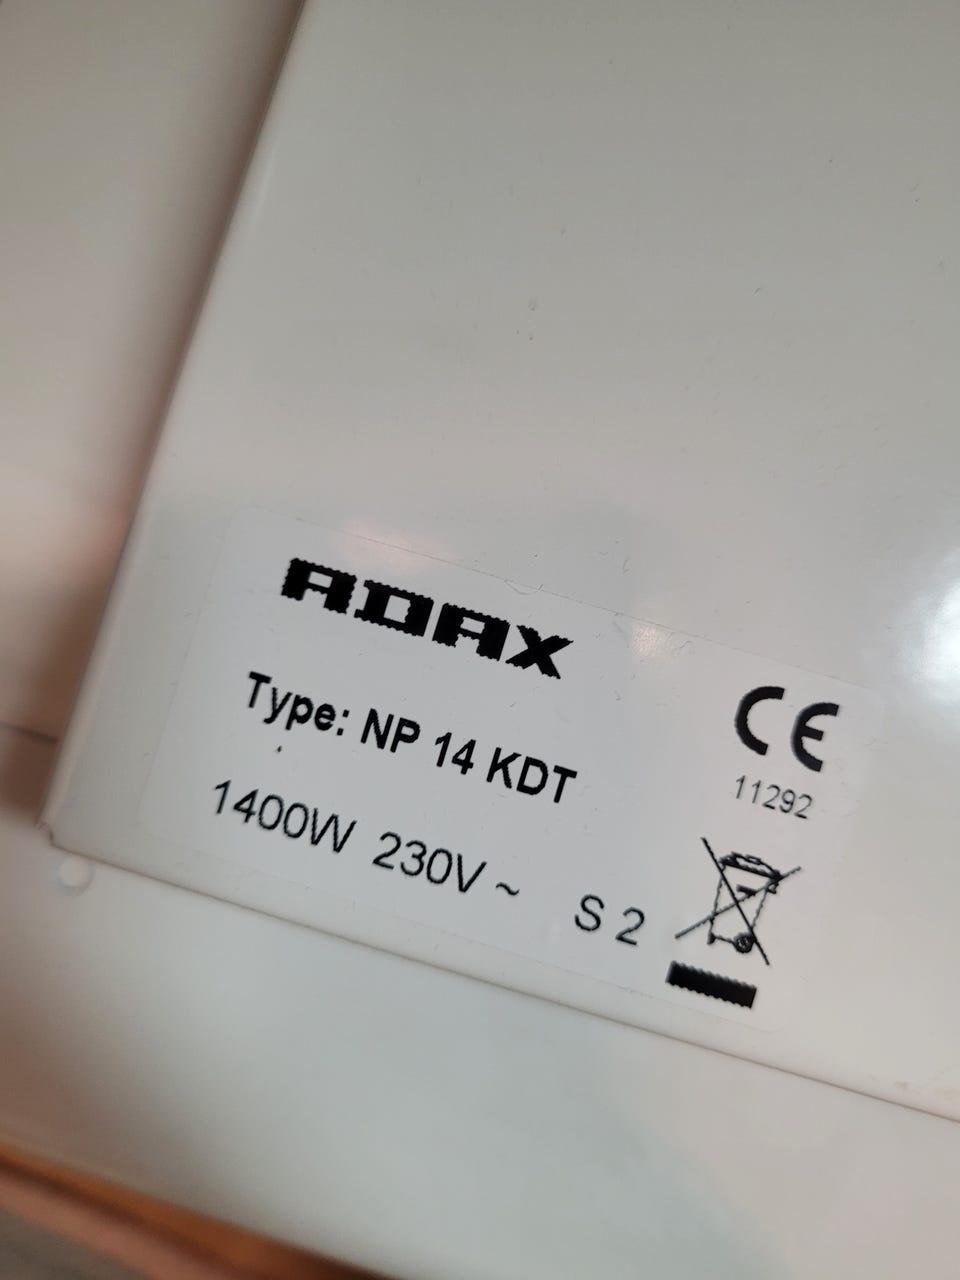 ADAX
Type: NP 14 KDT
1400W 230V ~ S 2
CE
11292